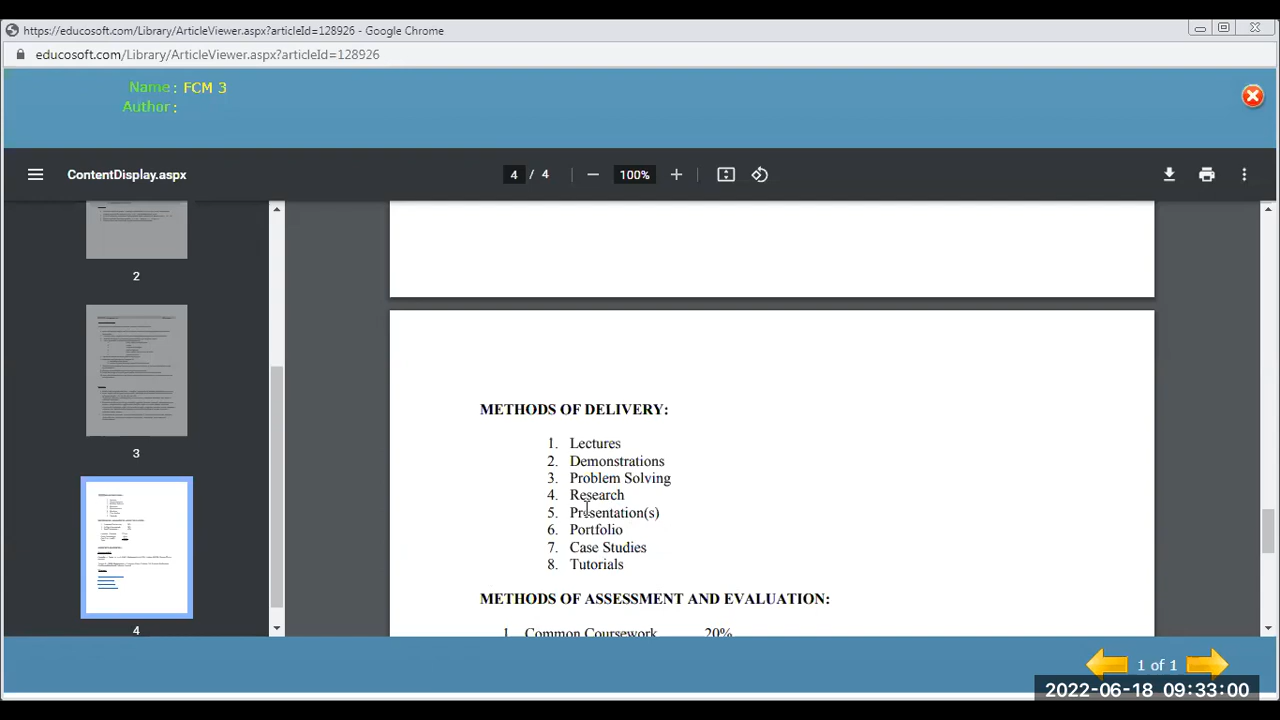 https://educosoft.com/Library/ArticleViewer.aspx?articleId=128926 - Google Chrome
educosoft.com/Library/ArticleViewer.aspx?articleId=128926
Name : FCM 3
Author :
ContentDisplay.aspx
4 / 4
100%
2
3
4
METHODS OF DELIVERY:
1. Lectures
2. Demonstrations
3. Problem Solving
4. Research
5. Presentation(s)
6. Portfolio
7. Case Studies
8. Tutorials
METHODS OF ASSESSMENT AND EVALUATION:
1. Common Coursework 20%
1 of 1
2022-06-18 09:33:00